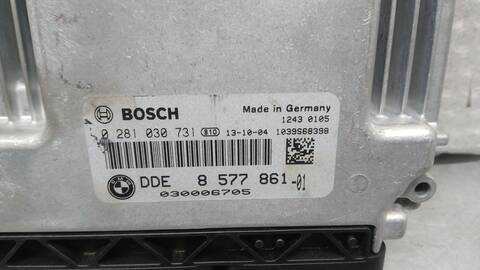 BOSCH
Made in Germany
1243 0105
0 281 030 731 810 13-10-04 1039S68398
DDE 8 577 861-01
030006705